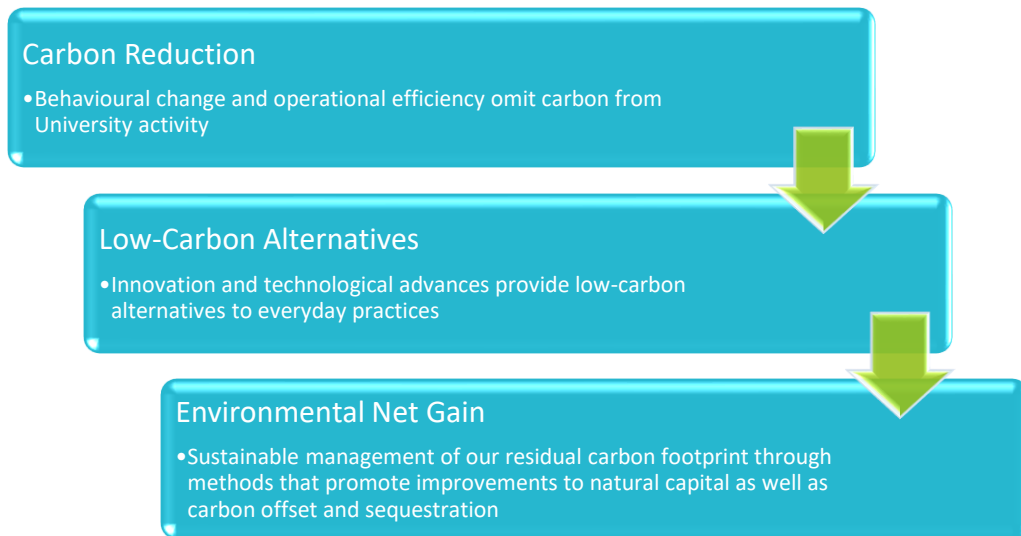 Carbon Reduction
•Behavioural change and operational efficiency omit carbon from
University activity
Low-Carbon Alternatives
•Innovation and technological advances provide low-carbon
alternatives to everyday practices
Environmental Net Gain
•Sustainable management of our residual carbon footprint through
methods that promote improvements to natural capital as well as
carbon offset and sequestration